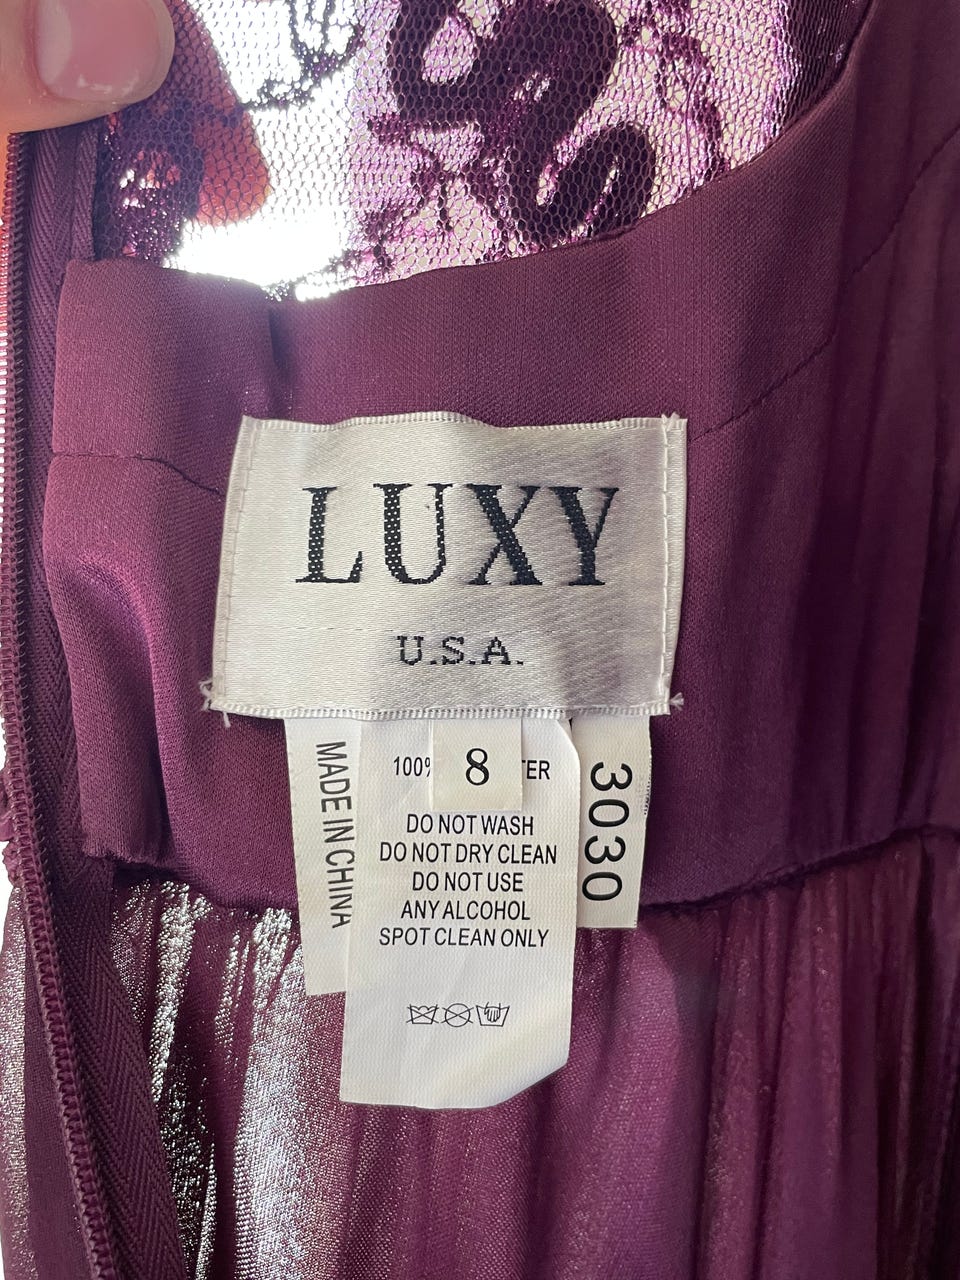 LUXY
U.S.A.
MADE IN CHINA
100%
8
TER
3030
DO NOT WASH
DO NOT DRY CLEAN
DO NOT USE
ANY ALCOHOL
SPOT CLEAN ONLY